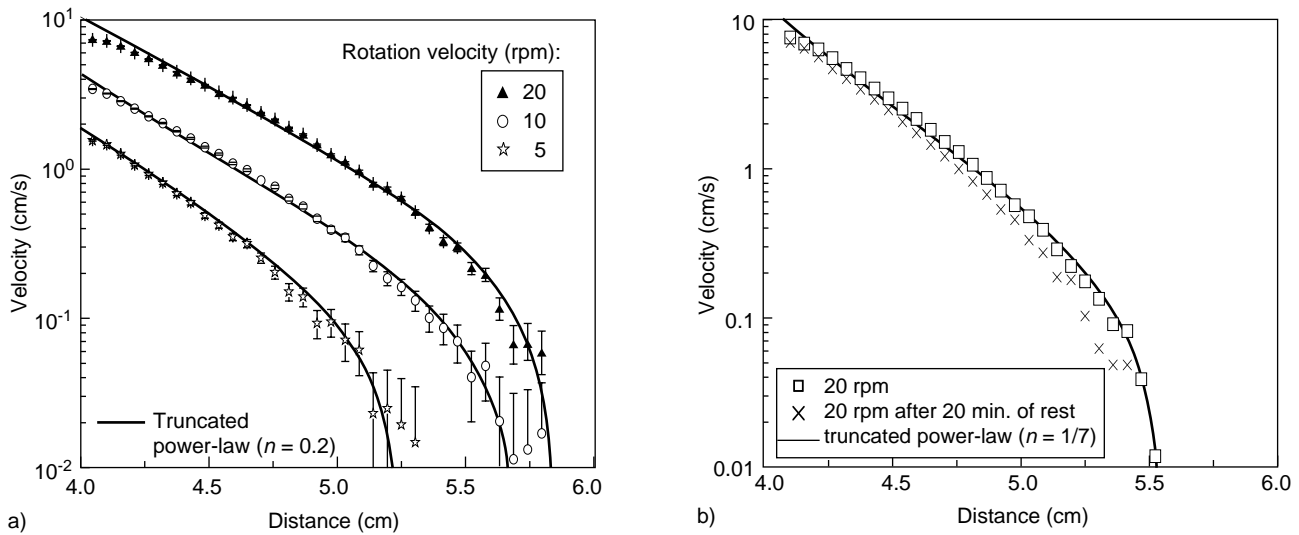 10^1
10^0
10^-1
10^-2
Velocity (cm/s)
Rotation velocity (rpm):
20
10
5
Truncated
power-law (n = 0.2)
4.0 4.5 5.0 5.5 6.0
Distance (cm)
a)
10
1
0.1
0.01
Velocity (cm/s)
20 rpm
20 rpm after 20 min. of rest
truncated power-law (n = 1/7)
4.0 4.5 5.0 5.5 6.0
Distance (cm)
b)